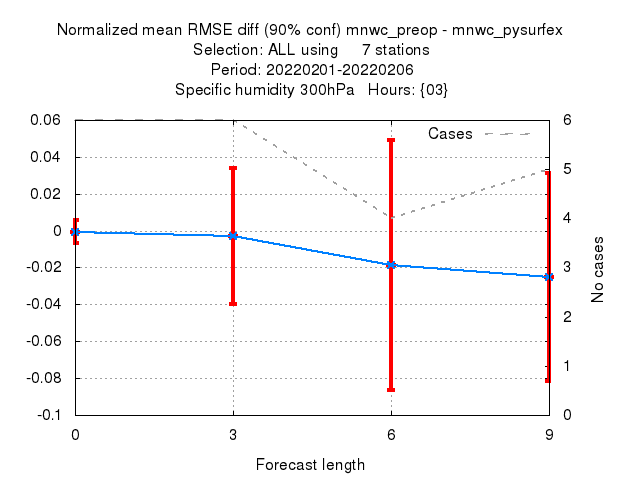 Normalized mean RMSE diff (90% conf) mnwc_preop - mnwc_pysurfex
Selection: ALL using 7 stations
Period: 20220201-20220206
Specific humidity 300hPa Hours: {03}
Cases
0.06
0.04
0.02
0
-0.02
-0.04
-0.06
-0.08
-0.1
6
5
4
3
2
1
0
No cases
0 3 6 9
Forecast length